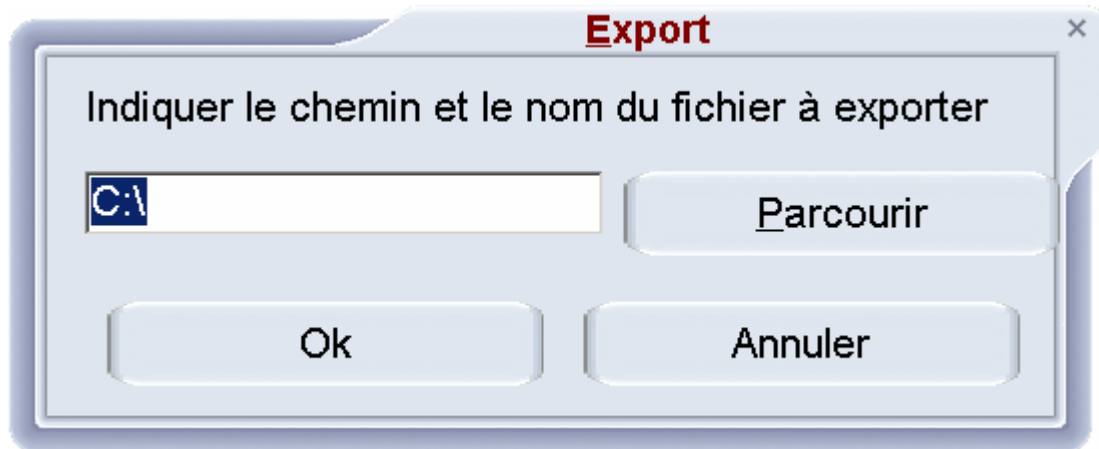 Export
Indiquer le chemin et le nom du fichier à exporter
C:\
Parcourir
Ok
Annuler